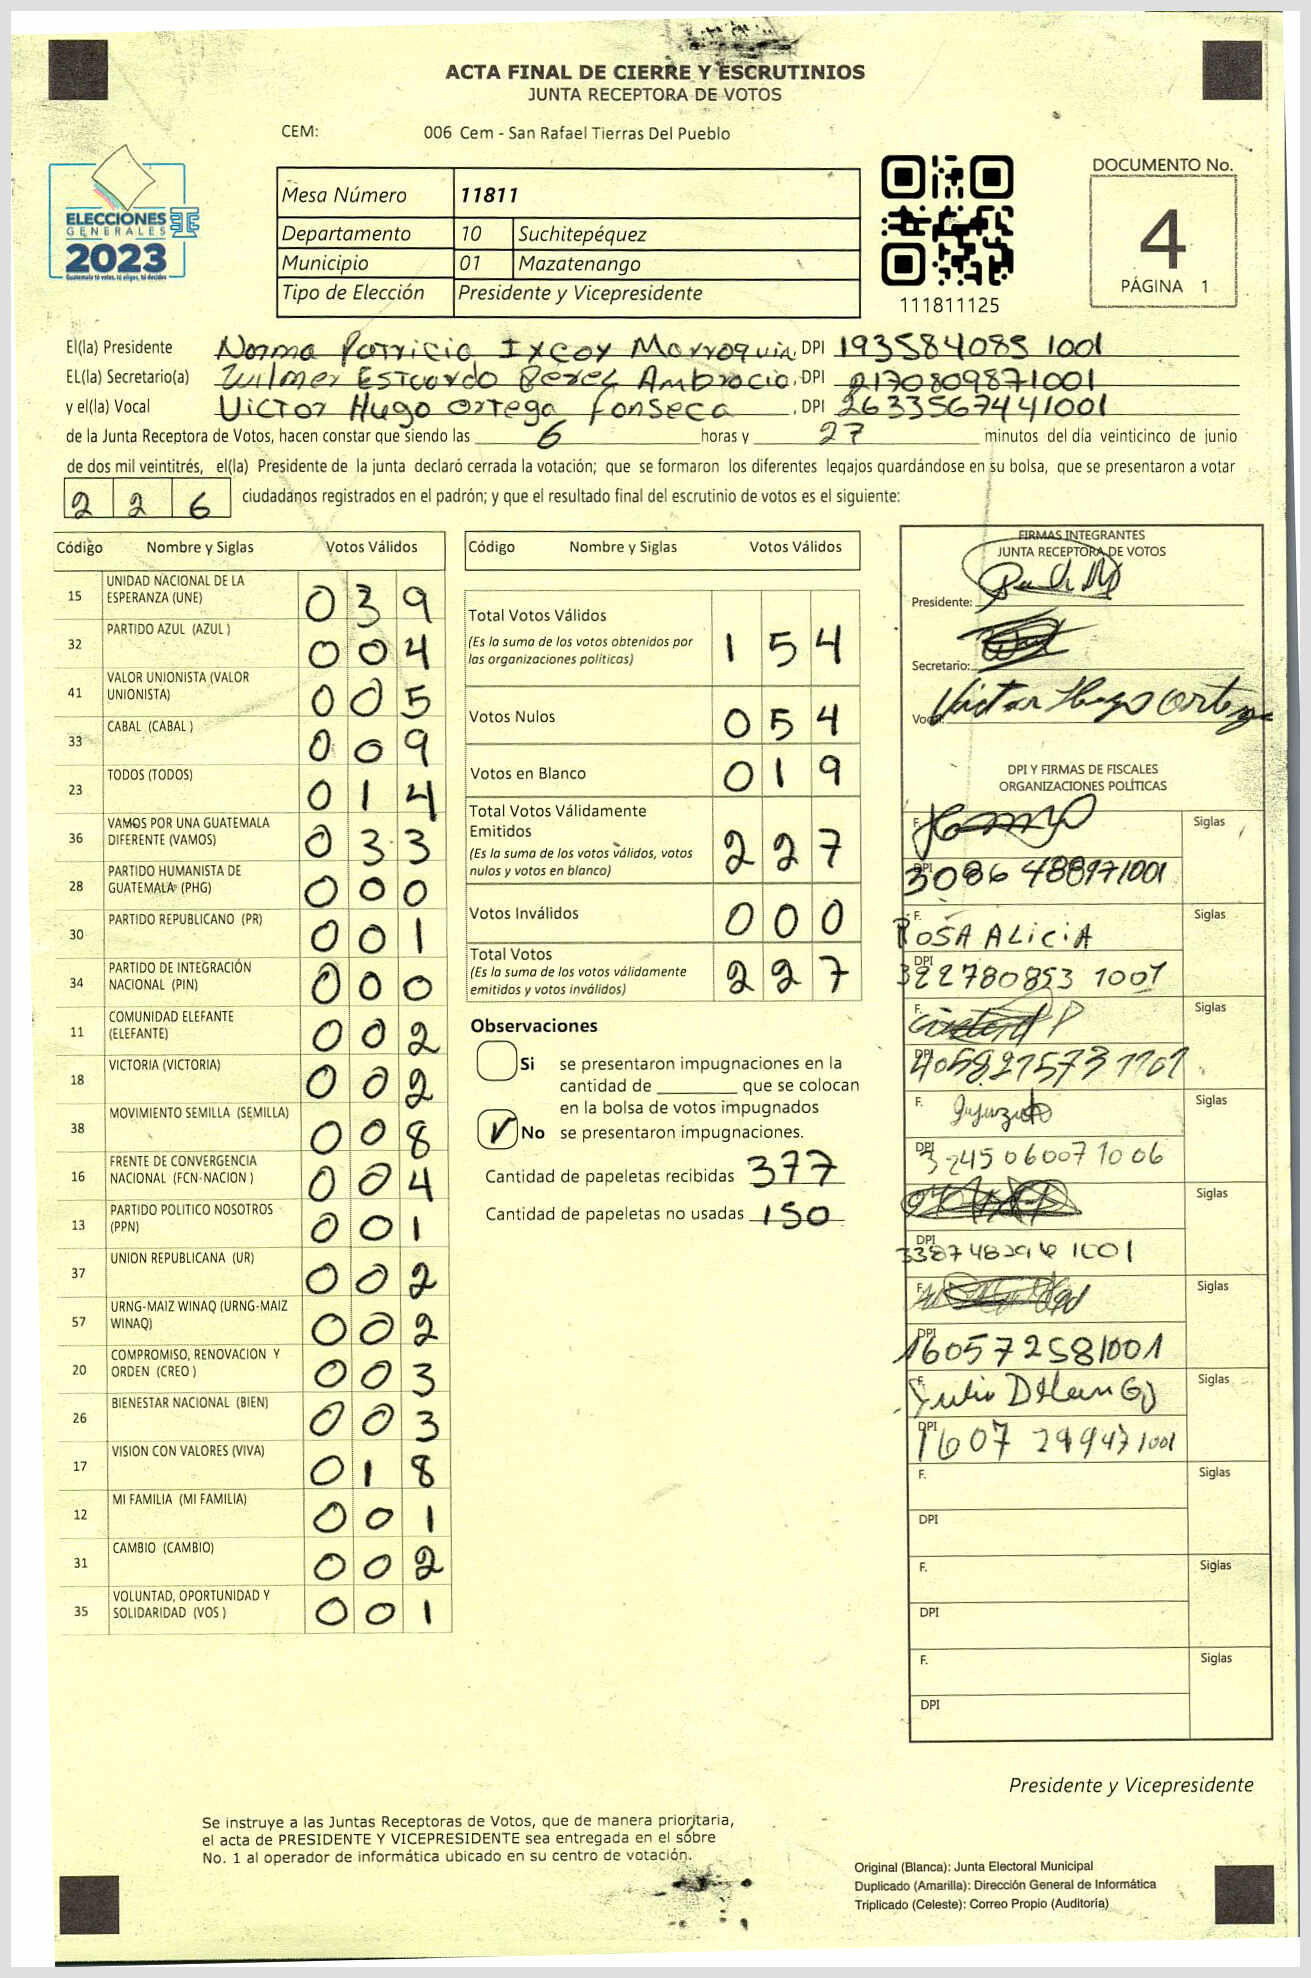 ACTA FINAL DE CIERRE Y ESCRUTINIOS
JUNTA RECEPTORA DE VOTOS
CEM: 006 Cem - San Rafael Tierras Del Pueblo
ELECCIONES
GENERALES
2023
Guatemala tú votas, tú eliges, tú decides
Mesa Número 11811
Departamento 10 Suchitepéquez
Municipio 01 Mazatenango
Tipo de Elección Presidente y Vicepresidente
111811125
DOCUMENTO No.
4
PÁGINA 1
El(la) Presidente Norma Patricia Ixcoy Marroquin, DPI 193584085 1001
EL(la) Secretario(a) Wilmer Estuardo Pérez Ambrocio, DPI 2170809871001
y el(la) Vocal Victor Hugo Ortega Fonseca, DPI 2633567441001
de la Junta Receptora de Votos, hacen constar que siendo las 6 horas y 27 minutos del día veinticinco de junio
de dos mil veintitrés, el(la) Presidente de la junta declaró cerrada la votación; que se formaron los diferentes legajos guardándose en su bolsa, que se presentaron a votar
2 2 6 ciudadanos registrados en el padrón; y que el resultado final del escrutinio de votos es el siguiente:
Código Nombre y Siglas Votos Válidos
15 UNIDAD NACIONAL DE LA ESPERANZA (UNE) 0 3 9
32 PARTIDO AZUL (AZUL ) 0 0 4
41 VALOR UNIONISTA (VALOR UNIONISTA) 0 0 5
33 CABAL (CABAL ) 0 0 9
23 TODOS (TODOS) 0 1 4
36 VAMOS POR UNA GUATEMALA DIFERENTE (VAMOS) 0 3 3
28 PARTIDO HUMANISTA DE GUATEMALA (PHG) 0 0 0
30 PARTIDO REPUBLICANO (PR) 0 0 1
34 PARTIDO DE INTEGRACIÓN NACIONAL (PIN) 0 0 0
11 COMUNIDAD ELEFANTE (ELEFANTE) 0 0 2
18 VICTORIA (VICTORIA) 0 0 2
38 MOVIMIENTO SEMILLA (SEMILLA) 0 0 8
16 FRENTE DE CONVERGENCIA NACIONAL (FCN-NACION ) 0 0 4
13 PARTIDO POLITICO NOSOTROS (PPN) 0 0 1
37 UNION REPUBLICANA (UR) 0 0 2
57 URNG-MAIZ WINAQ (URNG-MAIZ WINAQ) 0 0 2
20 COMPROMISO, RENOVACION Y ORDEN (CREO ) 0 0 3
26 BIENESTAR NACIONAL (BIEN) 0 0 3
17 VISION CON VALORES (VIVA) 0 1 8
12 MI FAMILIA (MI FAMILIA) 0 0 1
31 CAMBIO (CAMBIO) 0 0 2
35 VOLUNTAD, OPORTUNIDAD Y SOLIDARIDAD (VOS ) 0 0 1
Código Nombre y Siglas Votos Válidos
Total Votos Válidos 1 5 4
(Es la suma de los votos obtenidos por
las organizaciones politicas)
Votos Nulos 0 5 4
Votos en Blanco 0 1 9
Total Votos Válidamente
Emitidos 2 2 7
(Es la suma de los votos válidos, votos
nulos y votos en blanco)
Votos Inválidos 0 0 0
Total Votos 2 2 7
(Es la suma de los votos válidamente
emitidos y votos inválidos)
Observaciones
Si se presentaron impugnaciones en la
cantidad de ________ que se colocan
en la bolsa de votos impugnados
No se presentaron impugnaciones.
Cantidad de papeletas recibidas 377
Cantidad de papeletas no usadas 150
FIRMAS INTEGRANTES
JUNTA RECEPTORA DE VOTOS
Presidente:
Secretario:
Vocal: Victor Hugo Ortega
DPI Y FIRMAS DE FISCALES
ORGANIZACIONES POLÍTICAS
F. Siglas
DPI 3086488971001
F. ROSA ALICIA Siglas
DPI 322780853 1001
F. Siglas
DPI
F. Siglas
DPI 3245060071006
F. Siglas
DPI
F. Siglas
DPI 160572581001
F. Julio Siglas
DPI
F. Siglas
DPI
F. Siglas
DPI
F. Siglas
DPI
Presidente y Vicepresidente
Se instruye a las Juntas Receptoras de Votos, que de manera prioritaria,
el acta de PRESIDENTE Y VICEPRESIDENTE sea entregada en el sobre
No. 1 al operador de informática ubicado en su centro de votación.
Original (Blanca): Junta Electoral Municipal
Duplicado (Amarilla): Dirección General de Informática
Triplicado (Celeste): Correo Propio (Auditoría)